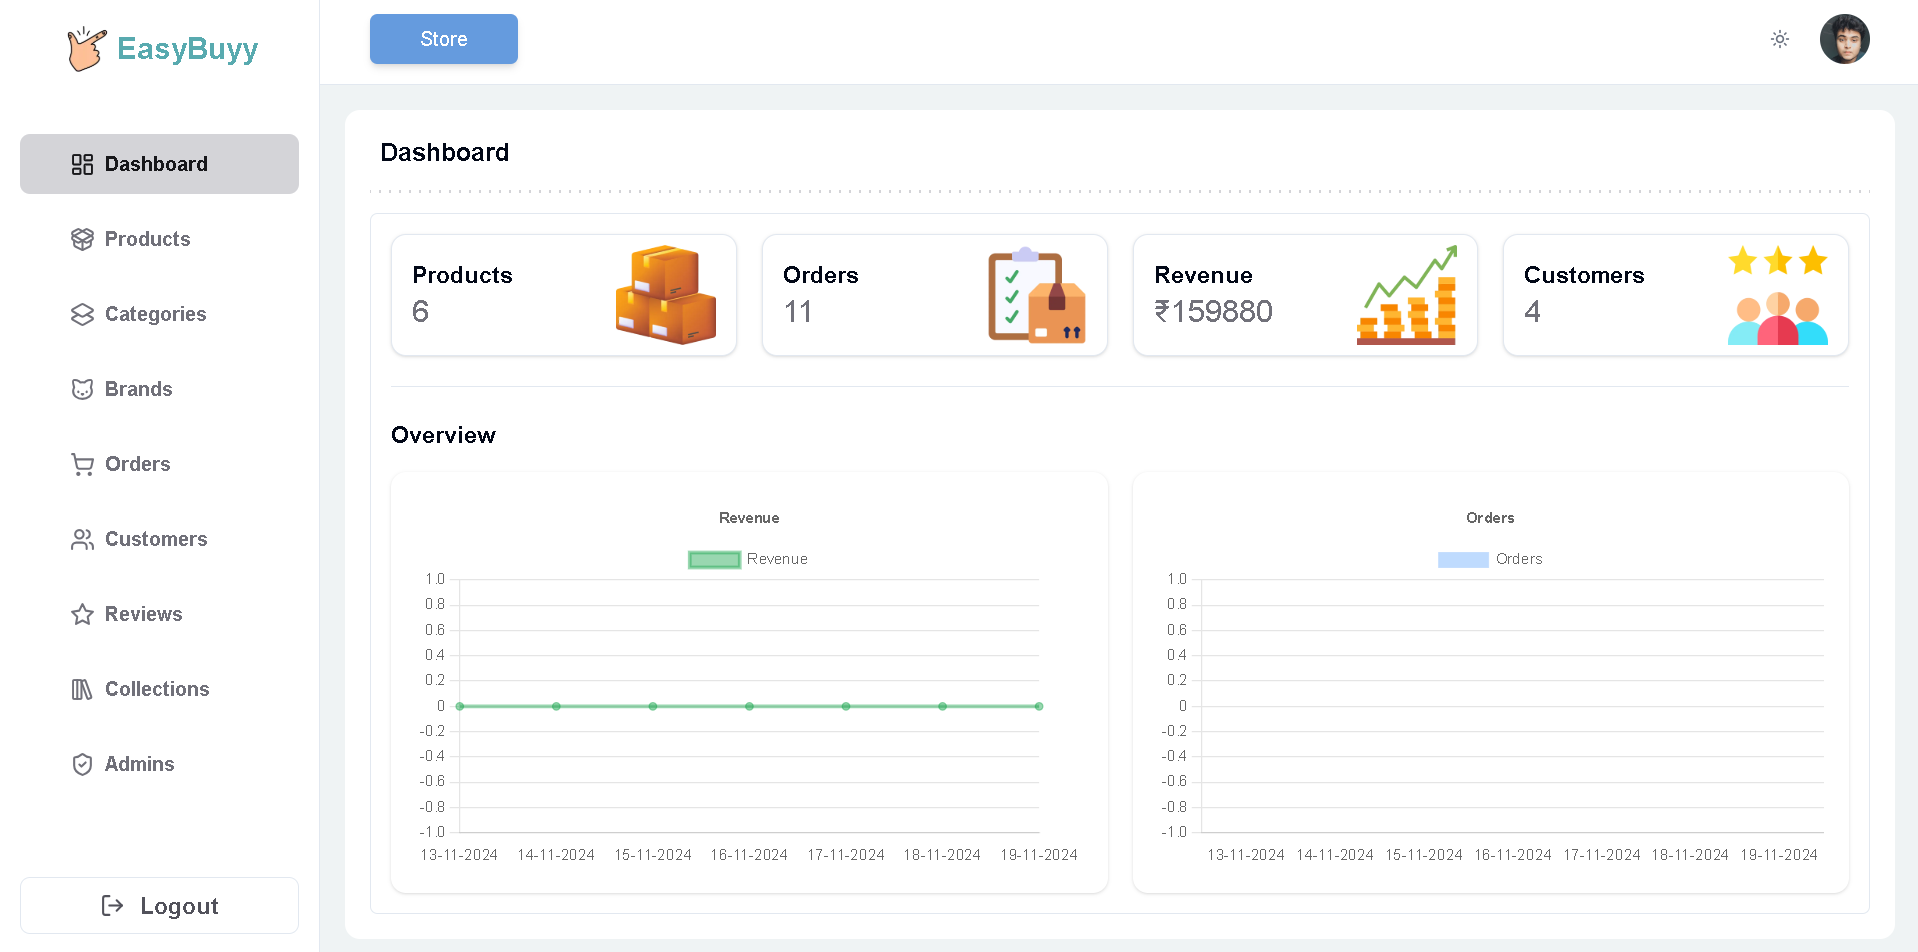 EasyBuyy
Store
Dashboard
Products
Categories
Brands
Orders
Customers
Reviews
Collections
Admins
Logout
Dashboard
Products
6
Orders
11
Revenue
₹159880
Customers
4
Overview
Revenue
Revenue
1.0
0.8
0.6
0.4
0.2
0
-0.2
-0.4
-0.6
-0.8
-1.0
13-11-2024 14-11-2024 15-11-2024 16-11-2024 17-11-2024 18-11-2024 19-11-2024
Orders
Orders
1.0
0.8
0.6
0.4
0.2
0
-0.2
-0.4
-0.6
-0.8
-1.0
13-11-2024 14-11-2024 15-11-2024 16-11-2024 17-11-2024 18-11-2024 19-11-2024